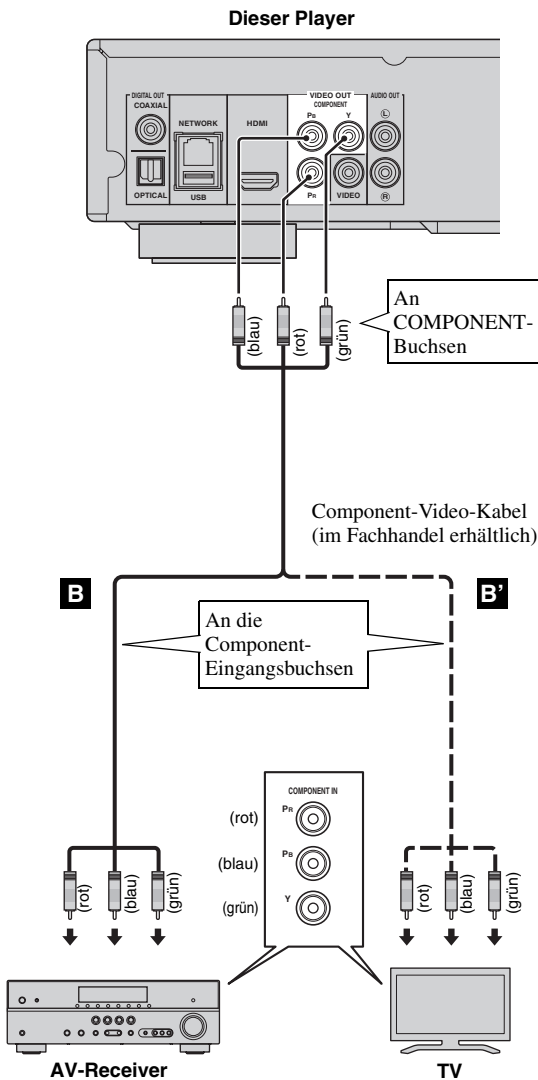 Dieser Player
DIGITAL OUT
COAXIAL
OPTICAL
NETWORK
USB
HDMI
VIDEO OUT
COMPONENT
PB
Y
PR
VIDEO
AUDIO OUT
L
R
(blau)
(rot)
(grün)
An
COMPONENT-
Buchsen
Component-Video-Kabel
(im Fachhandel erhältlich)
B
B’
An die
Component-
Eingangsbuchsen
COMPONENT IN
(rot)
PR
(blau)
PB
(grün)
Y
(rot)
(blau)
(grün)
(rot)
(blau)
(grün)
AV-Receiver
TV